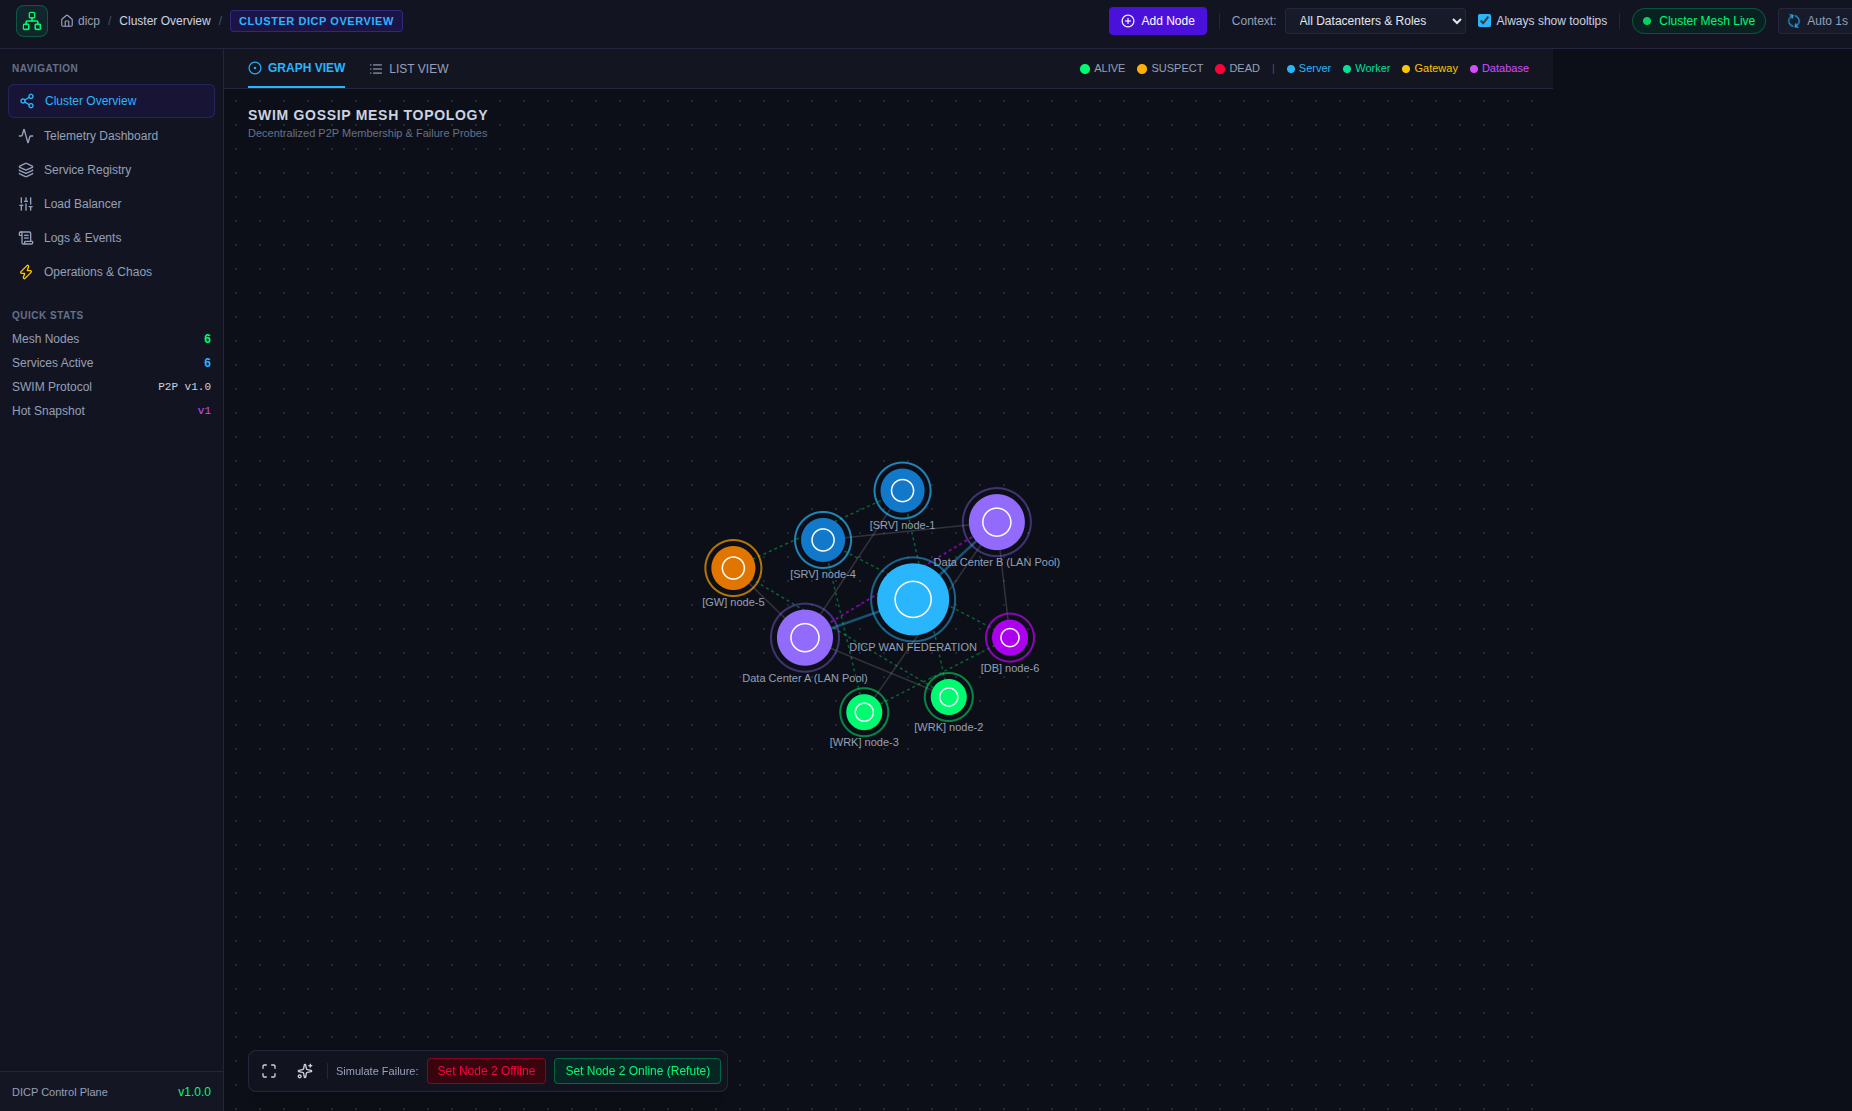 dicp / Cluster Overview / CLUSTER DICP OVERVIEW
Add Node
Context: All Datacenters & Roles
Always show tooltips
Cluster Mesh Live
Auto 1s
NAVIGATION
Cluster Overview
Telemetry Dashboard
Service Registry
Load Balancer
Logs & Events
Operations & Chaos
QUICK STATS
Mesh Nodes 6
Services Active 6
SWIM Protocol P2P v1.0
Hot Snapshot v1
DICP Control Plane v1.0.0
GRAPH VIEW
LIST VIEW
ALIVE SUSPECT DEAD | Server Worker Gateway Database
SWIM GOSSIP MESH TOPOLOGY
Decentralized P2P Membership & Failure Probes
[SRV] node-1
Data Center B (LAN Pool)
[SRV] node-4
[GW] node-5
DICP WAN FEDERATION
[DB] node-6
Data Center A (LAN Pool)
[WRK] node-2
[WRK] node-3
Simulate Failure:
Set Node 2 Offline
Set Node 2 Online (Refute)